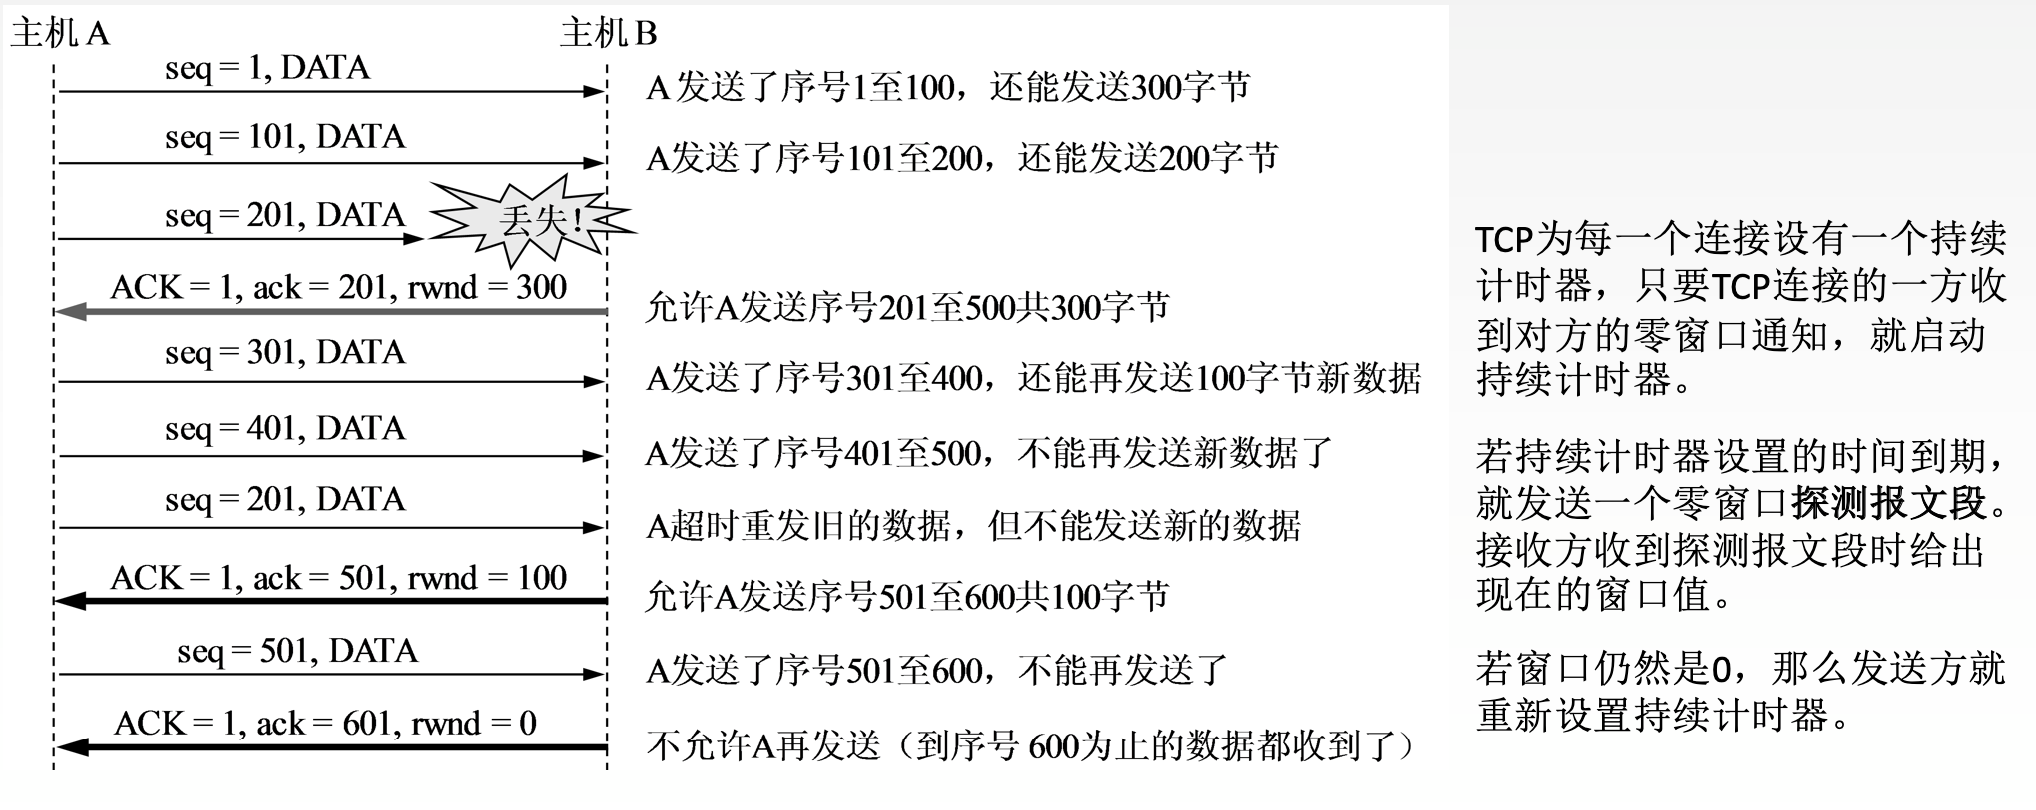 主机 A
主机 B
seq = 1, DATA
A 发送了序号1至100，还能发送300字节
seq = 101, DATA
A发送了序号101至200，还能发送200字节
seq = 201, DATA
丢失！
ACK = 1, ack = 201, rwnd = 300
允许A发送序号201至500共300字节
seq = 301, DATA
A发送了序号301至400，还能再发送100字节新数据
seq = 401, DATA
A发送了序号401至500，不能再发送新数据了
seq = 201, DATA
A超时重发旧的数据，但不能发送新的数据
ACK = 1, ack = 501, rwnd = 100
允许A发送序号501至600共100字节
seq = 501, DATA
A发送了序号501至600，不能再发送了
ACK = 1, ack = 601, rwnd = 0
不允许A再发送（到序号 600为止的数据都收到了）
TCP为每一个连接设有一个持续
计时器，只要TCP连接的一方收
到对方的零窗口通知，就启动
持续计时器。
若持续计时器设置的时间到期，
就发送一个零窗口探测报文段。
接收方收到探测报文段时给出
现在的窗口值。
若窗口仍然是0，那么发送方就
重新设置持续计时器。